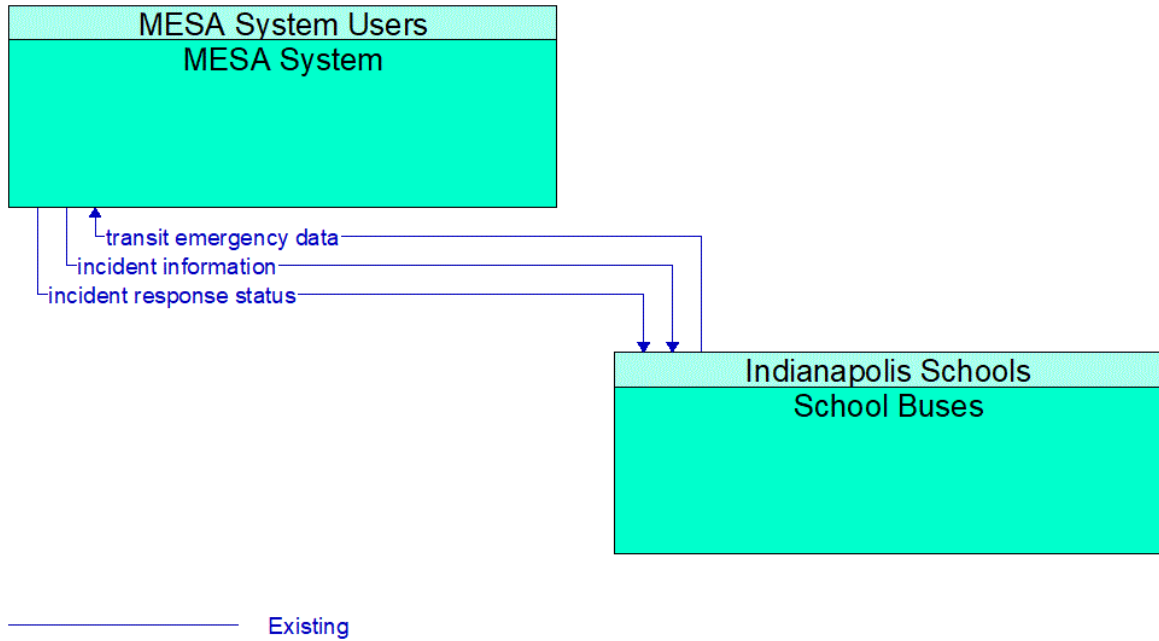 MESA System Users
MESA System
transit emergency data
incident information
incident response status
Indianapolis Schools
School Buses
Existing